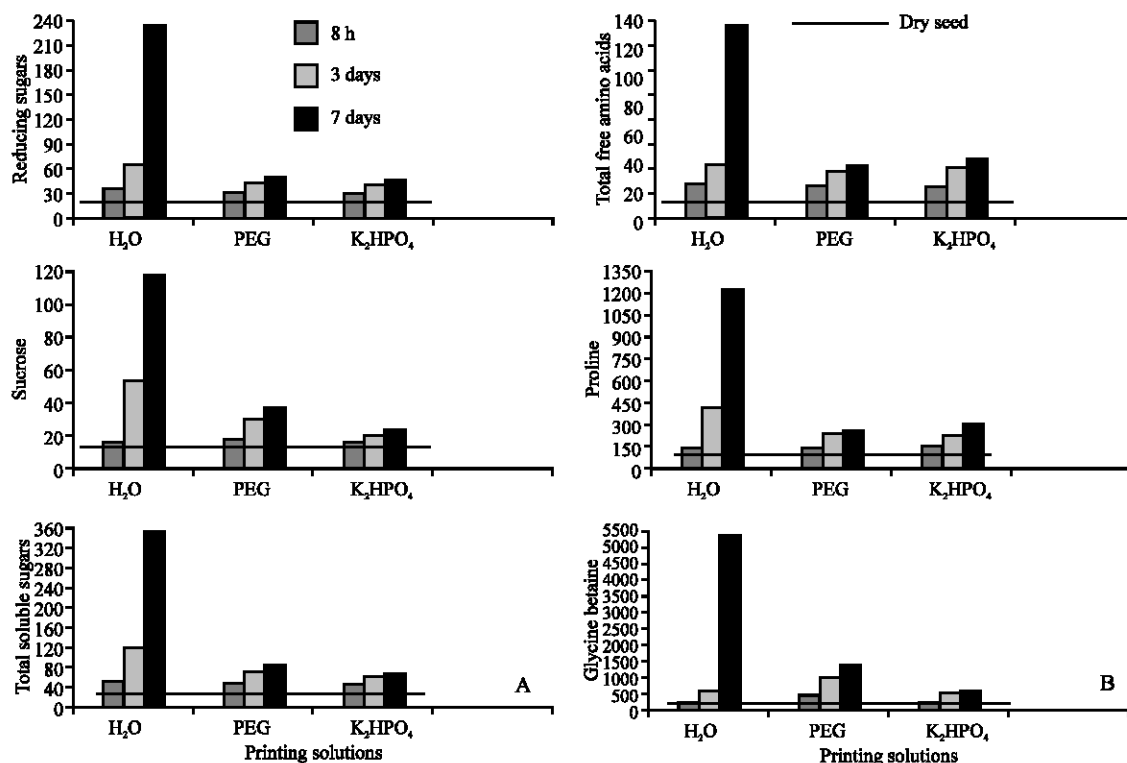 Reducing sugars
240
210
180
150
120
90
60
30
0
H₂O PEG K₂HPO₄
8 h
3 days
7 days
Total free amino acids
140
120
140
80
60
40
20
0
H₂O PEG K₂HPO₄
Dry seed
Sucrose
120
100
80
60
40
20
0
H₂O PEG K₂HPO₄
Proline
1350
1200
1050
900
750
600
450
300
150
0
H₂O PEG K₂HPO₄
Total soluble sugars
360
320
280
240
200
160
120
80
40
0
H₂O PEG K₂HPO₄
Printing solutions
A
Glycine betaine
5500
5000
4500
4000
3500
3000
2500
2000
1500
1000
500
0
H₂O PEG K₂HPO₄
Printing solutions
B